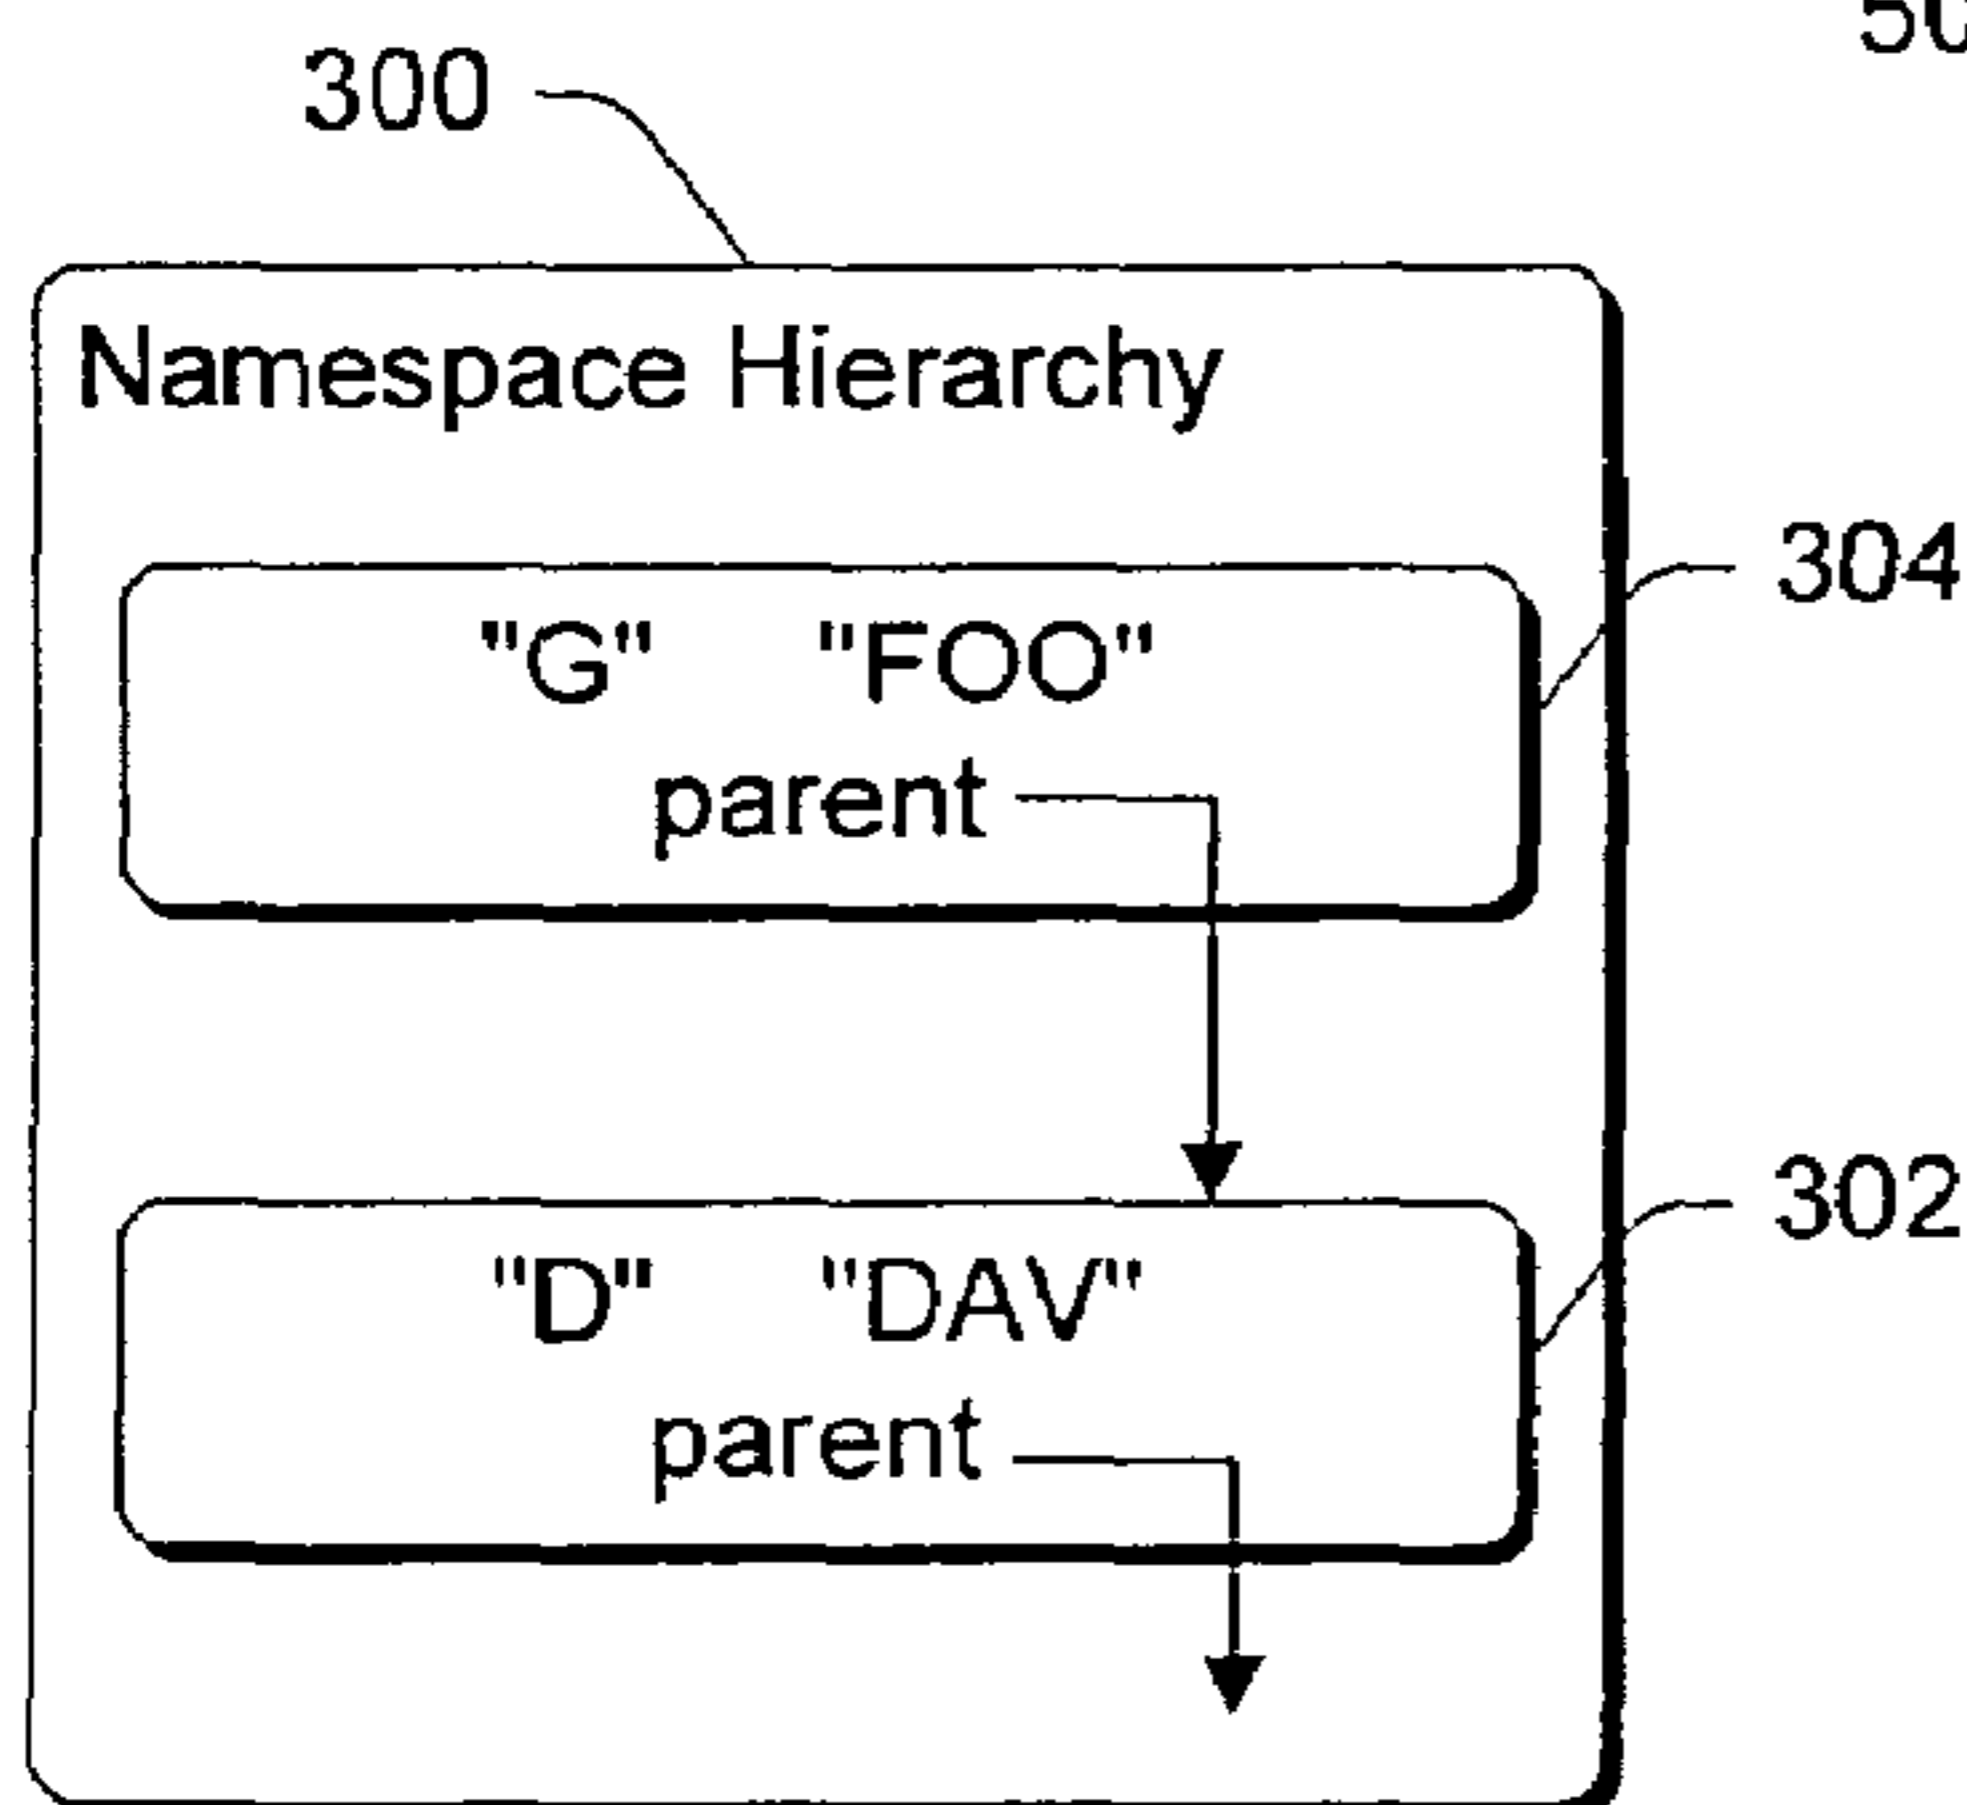 300
Namespace Hierarchy
304
"G" "FOO"
parent
302
"D" "DAV"
parent